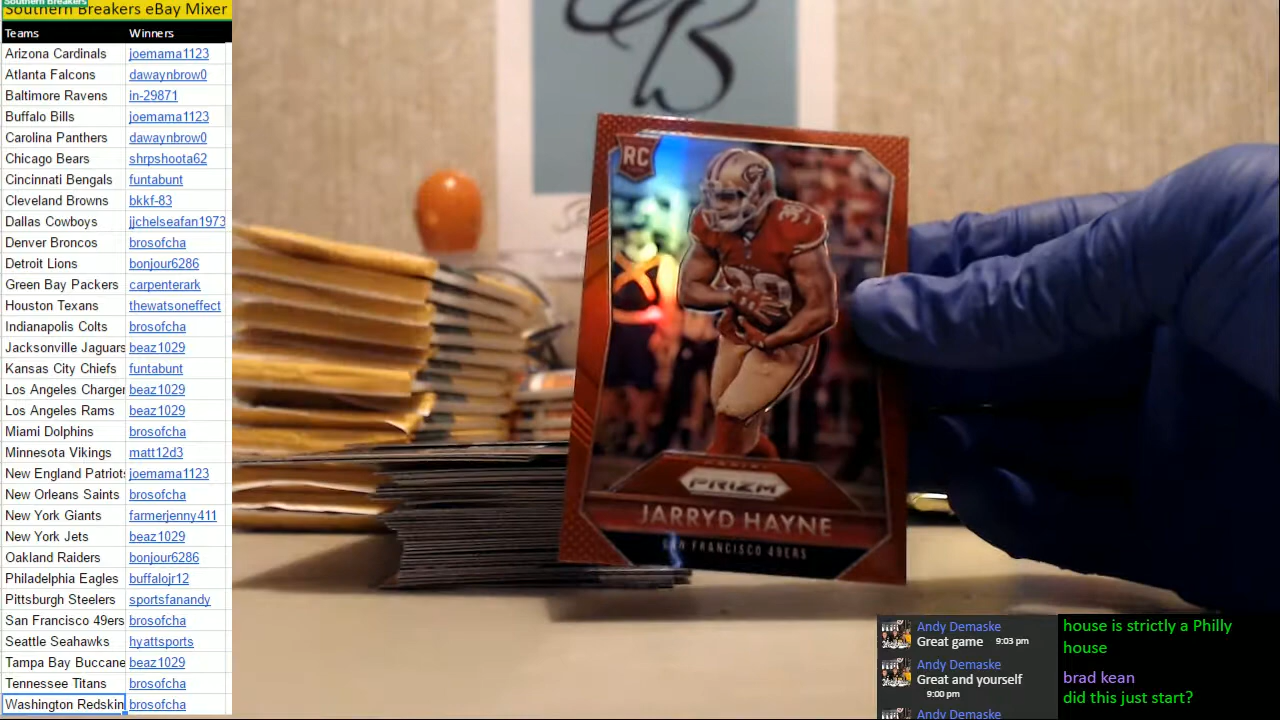 Southern Breakers
Southern Breakers eBay Mixer
Teams Winners
Arizona Cardinals joemama1123
Atlanta Falcons dawaynbrow0
Baltimore Ravens in-29871
Buffalo Bills joemama1123
Carolina Panthers dawaynbrow0
Chicago Bears shrpshoota62
Cincinnati Bengals funtabunt
Cleveland Browns bkkf-83
Dallas Cowboys jjchelseafan1973
Denver Broncos brosofcha
Detroit Lions bonjour6286
Green Bay Packers carpenterark
Houston Texans thewatsoneffect
Indianapolis Colts brosofcha
Jacksonville Jaguars beaz1029
Kansas City Chiefs funtabunt
Los Angeles Charger beaz1029
Los Angeles Rams beaz1029
Miami Dolphins brosofcha
Minnesota Vikings matt12d3
New England Patriots joemama1123
New Orleans Saints brosofcha
New York Giants farmerjenny411
New York Jets beaz1029
Oakland Raiders bonjour6286
Philadelphia Eagles buffalojr12
Pittsburgh Steelers sportsfanandy
San Francisco 49ers brosofcha
Seattle Seahawks hyattsports
Tampa Bay Buccane beaz1029
Tennessee Titans brosofcha
Washington Redskin brosofcha
B
RC
PANINI
PRIZM
JARRYD HAYNE
SAN FRANCISCO 49ERS
Andy Demaske
Great game 9:03 pm
Andy Demaske
Great and yourself
9:00 pm
Andy Demaske
house is strictly a Philly
house
brad kean
did this just start?